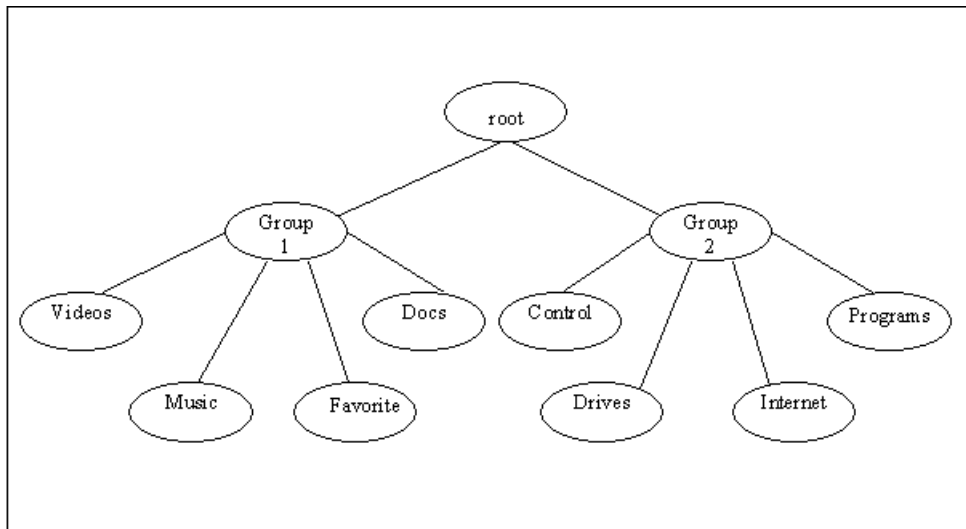 root
Group
1
Group
2
Videos
Docs
Control
Programs
Music
Favorite
Drives
Internet